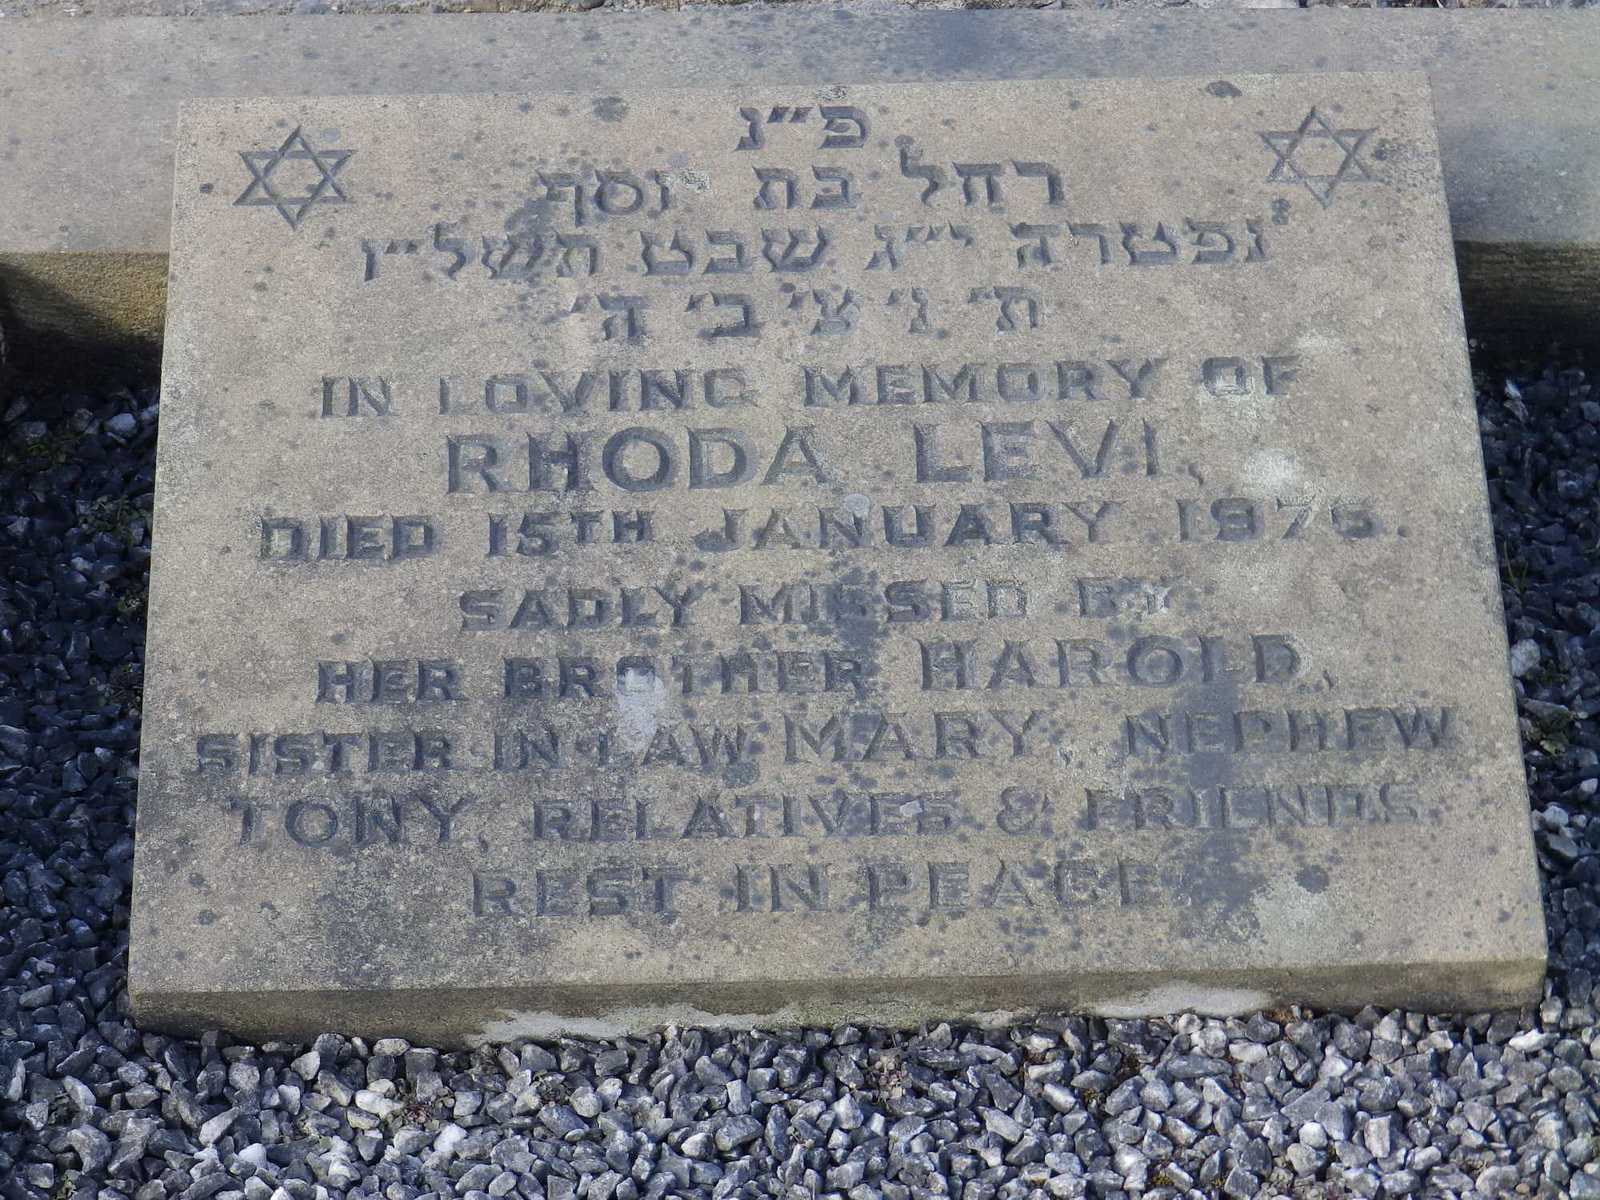 פ״נ
רחל בת יוסף
נפטרה י״ג שבט תשל״ו
ת' נ' צ' ב' ה'
IN LOVING MEMORY OF
RHODA LEVI,
DIED 15TH JANUARY 1976.
SADLY MISSED BY
HER BROTHER HAROLD,
SISTER-IN-LAW MARY, NEPHEW
TONY, RELATIVES & FRIENDS.
REST IN PEACE